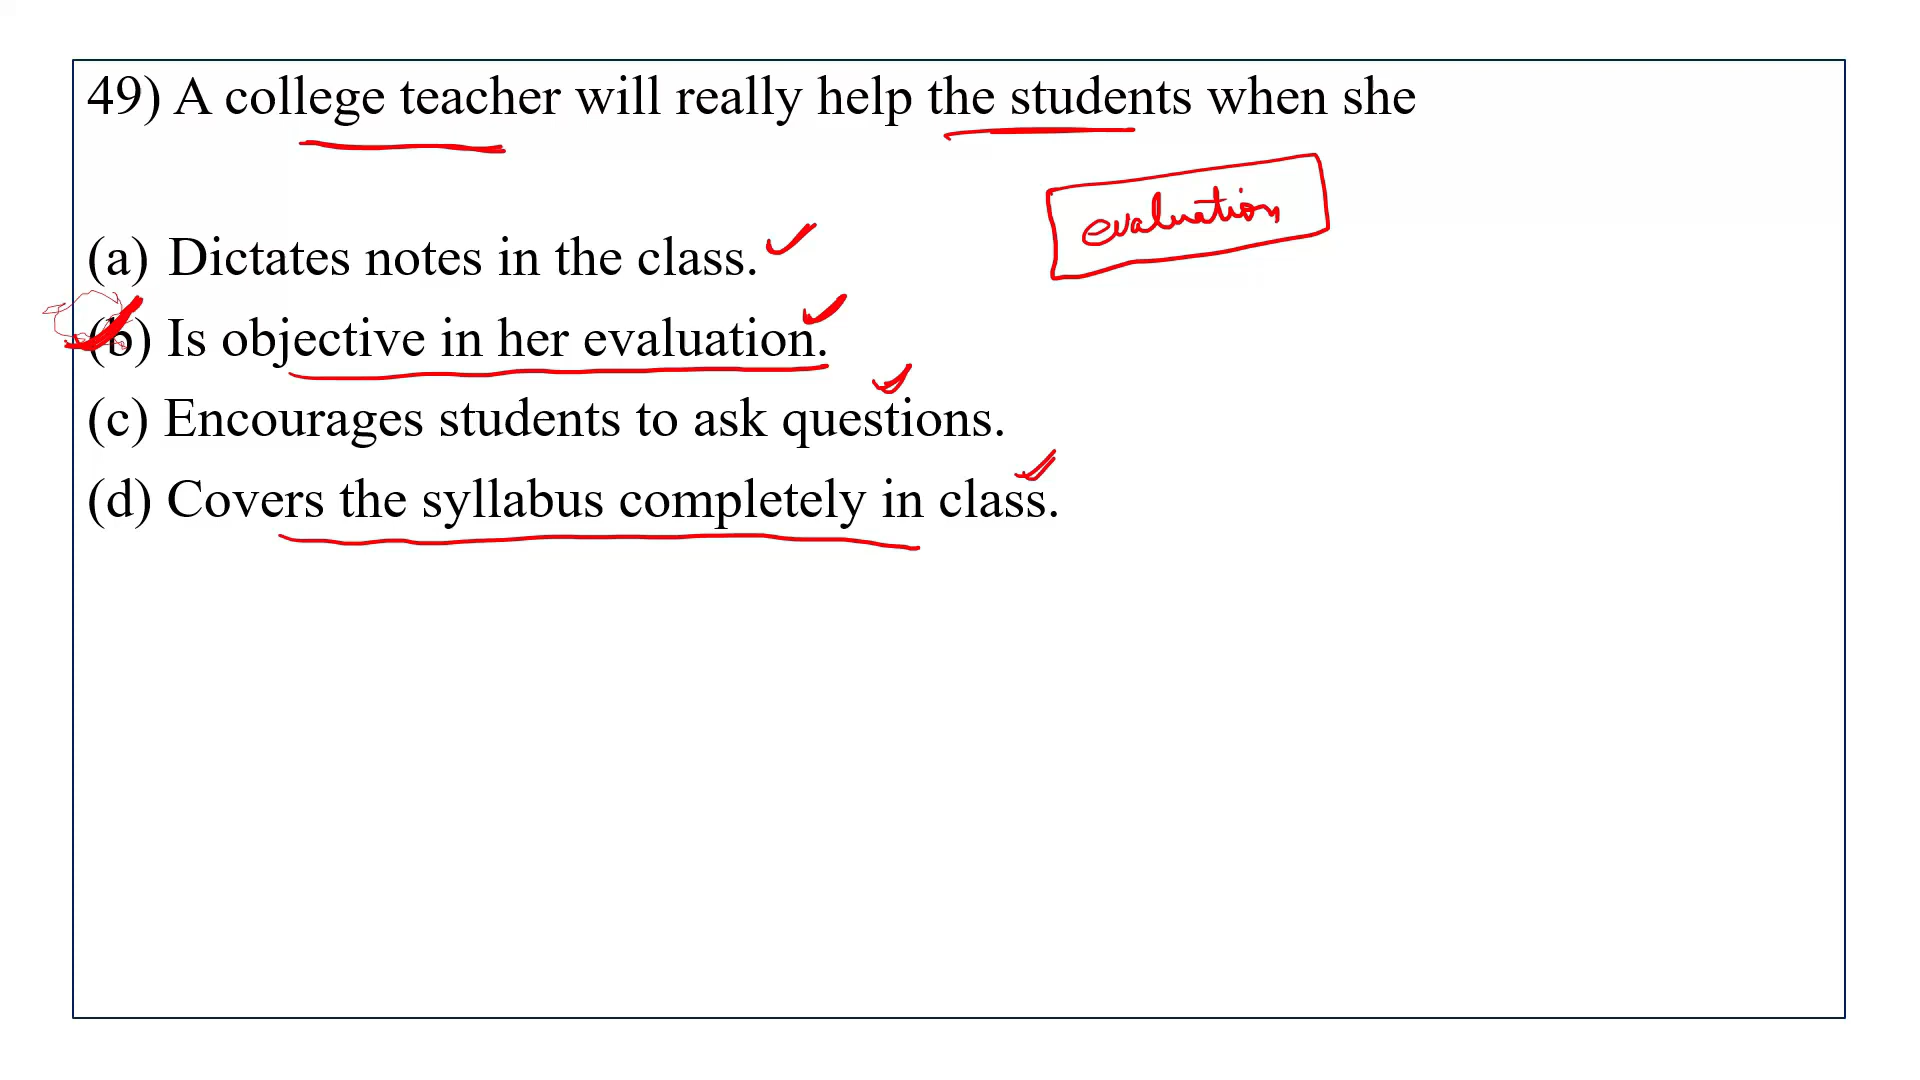 49) A college teacher will really help the students when she
evaluation
(a) Dictates notes in the class.
(b) Is objective in her evaluation.
(c) Encourages students to ask questions.
(d) Covers the syllabus completely in class.